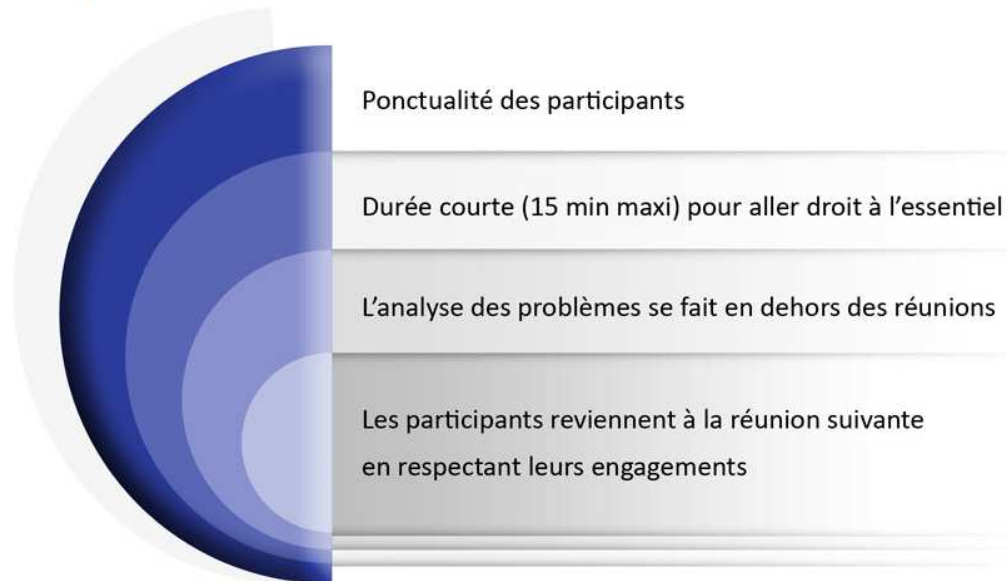 Ponctualité des participants
Durée courte (15 min maxi) pour aller droit à l’essentiel
L’analyse des problèmes se fait en dehors des réunions
Les participants reviennent à la réunion suivante
en respectant leurs engagements